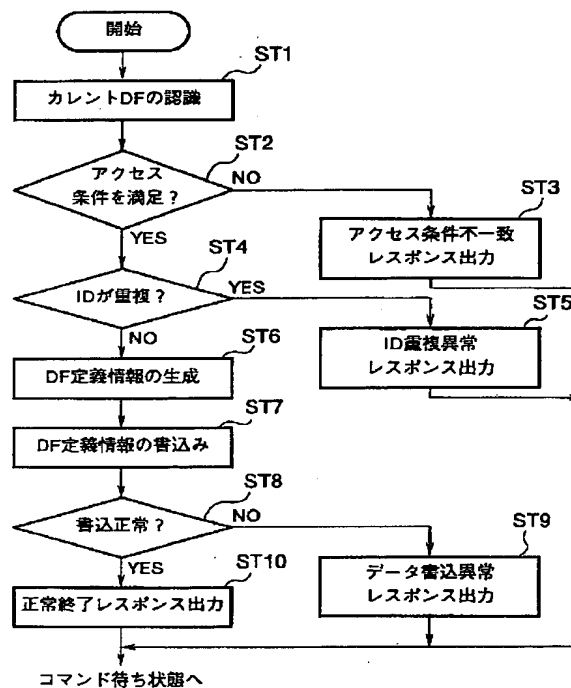 開始
ST1
カレントDFの認識
ST2
アクセス
条件を満足?
NO
YES
ST3
アクセス条件不一致
レスポンス出力
ST4
IDが重複?
YES
NO
ST5
ID重複異常
レスポンス出力
ST6
DF定義情報の生成
ST7
DF定義情報の書込み
ST8
書込正常?
NO
YES
ST9
データ書込異常
レスポンス出力
ST10
正常終了レスポンス出力
コマンド待ち状態へ